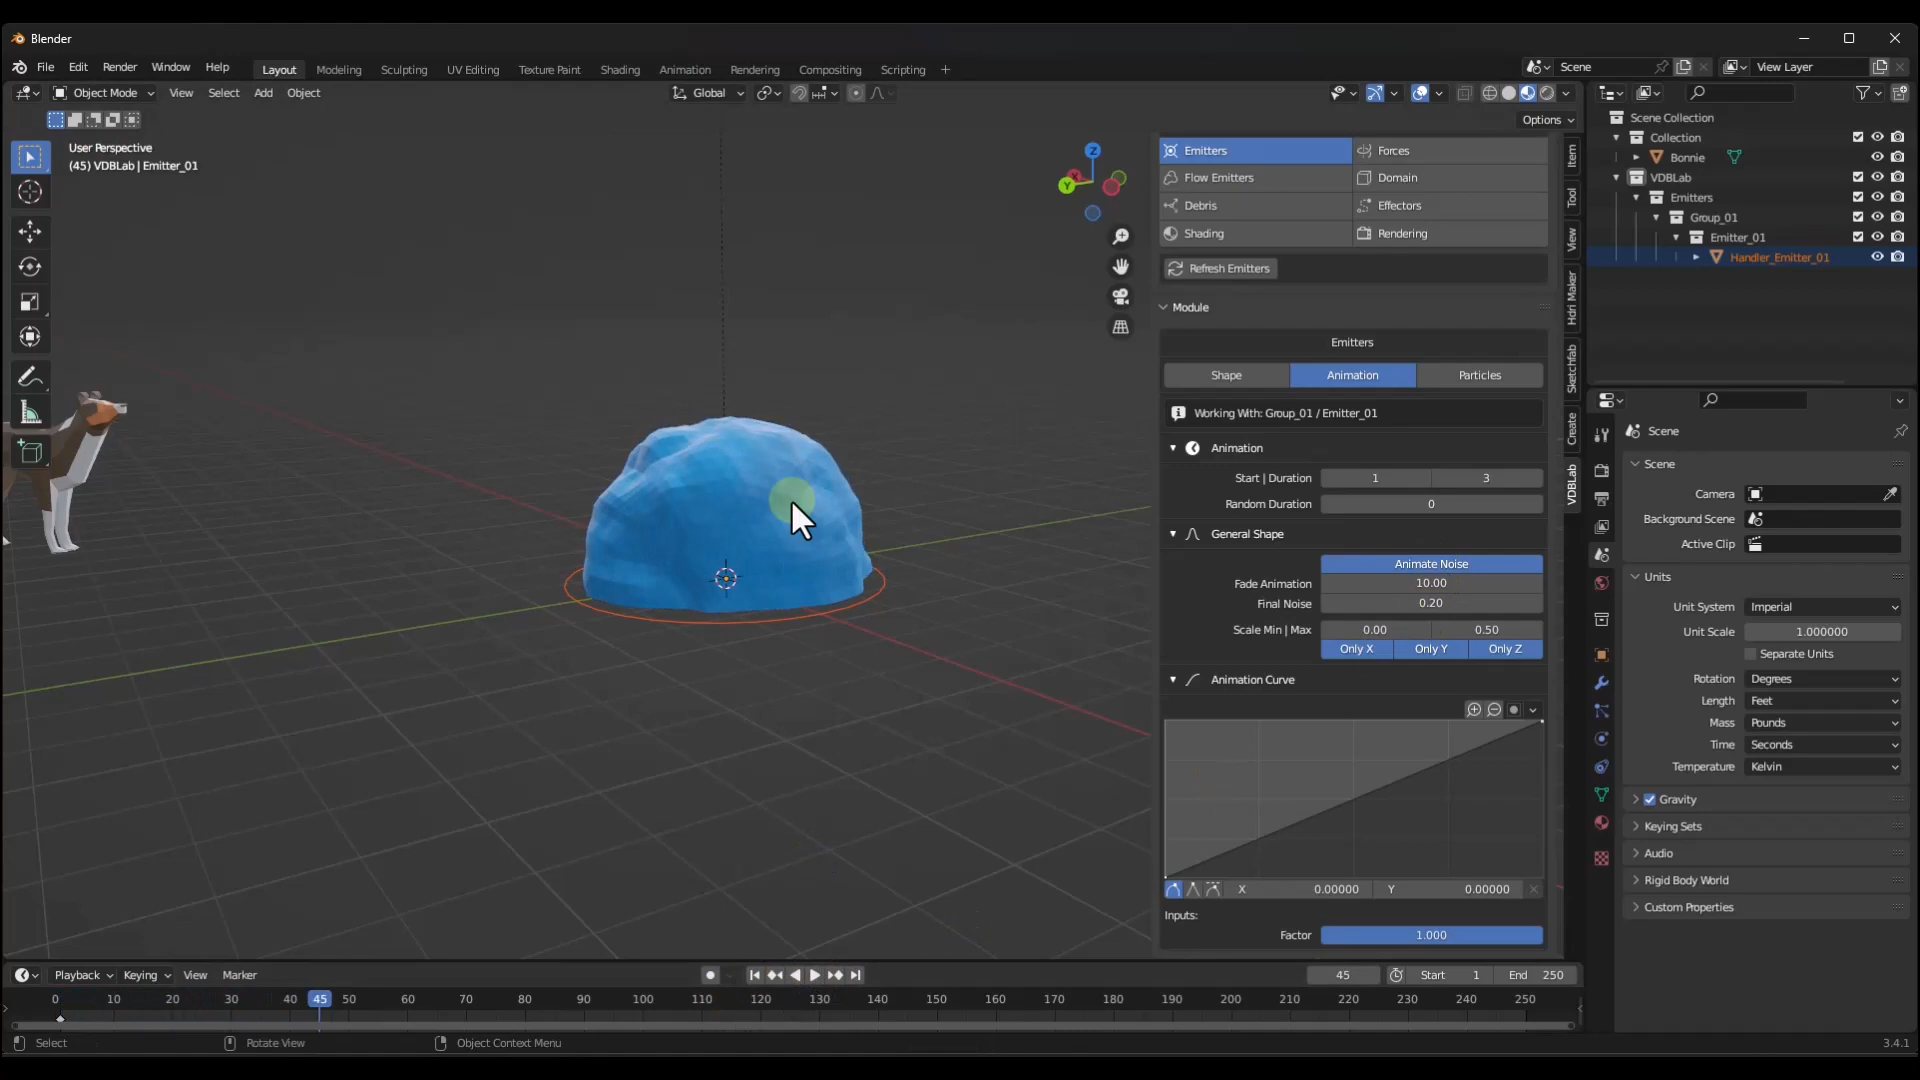 Blender
File Edit Render Window Help Layout Modeling Sculpting UV Editing Texture Paint Shading Animation Rendering Compositing Scripting + Scene View Layer
Object Mode View Select Add Object Global
Options
User Perspective
(45) VDBLab | Emitter_01
Z
Y
X
Emitters Forces
Flow Emitters Domain
Debris Effectors
Shading Rendering
Refresh Emitters
Module
Emitters
Shape Animation Particles
Working With: Group_01 / Emitter_01
Animation
Start | Duration 1 3
Random Duration 0
General Shape
Animate Noise
Fade Animation 10.00
Final Noise 0.20
Scale Min | Max 0.00 0.50
Only X Only Y Only Z
Animation Curve
X 0.00000 Y 0.00000
Inputs:
Factor 1.000
Item
Tool
View
Hdri Maker
Sketchfab
Create
VDBLab
Scene Collection
Collection
Bonnie
VDBLab
Emitters
Group_01
Emitter_01
Handler_Emitter_01
Scene
Scene
Camera
Background Scene
Active Clip
Units
Unit System Imperial
Unit Scale 1.000000
Separate Units
Rotation Degrees
Length Feet
Mass Pounds
Time Seconds
Temperature Kelvin
Gravity
Keying Sets
Audio
Rigid Body World
Custom Properties
Playback Keying View Marker 45 Start 1 End 250
0 10 20 30 40 45 50 60 70 80 90 100 110 120 130 140 150 160 170 180 190 200 210 220 230 240 250
Select Rotate View Object Context Menu 3.4.1